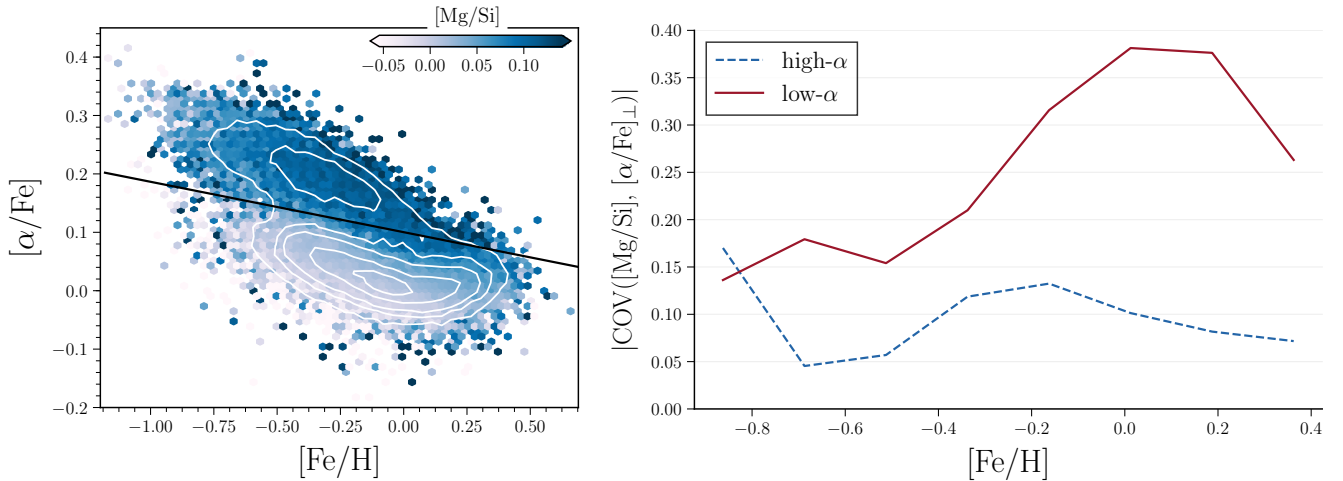 [Mg/Si]
−0.05 0.00 0.05 0.10
0.4
0.3
0.2
0.1
0.0
−0.1
−0.2
[α/Fe]
−1.00 −0.75 −0.50 −0.25 0.00 0.25 0.50
[Fe/H]
0.40
0.35
0.30
0.25
0.20
0.15
0.10
0.05
0.00
|COV([Mg/Si], [α/Fe]⊥)|
high-α
low-α
−0.8 −0.6 −0.4 −0.2 0.0 0.2 0.4
[Fe/H]